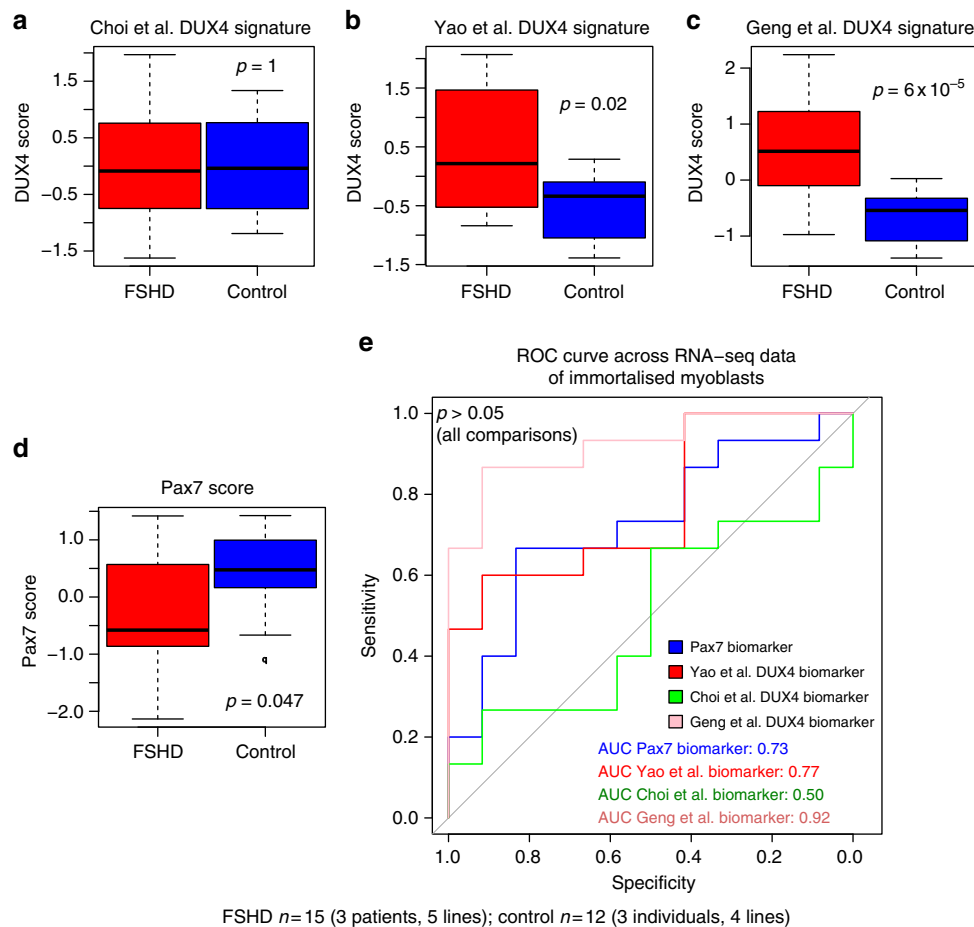 a
Choi et al. DUX4 signature
DUX4 score
1.5
0.5
−0.5
−1.5
p = 1
FSHD
Control
b
Yao et al. DUX4 signature
DUX4 score
1.5
0.5
−0.5
−1.5
p = 0.02
FSHD
Control
c
Geng et al. DUX4 signature
DUX4 score
2
1
0
−1
p = 6 x 10⁻⁵
FSHD
Control
d
Pax7 score
Pax7 score
1.0
0.0
−1.0
−2.0
q
p = 0.047
FSHD
Control
e
ROC curve across RNA−seq data
of immortalised myoblasts
p > 0.05
(all comparisons)
Sensitivity
1.0
0.8
0.6
0.4
0.2
0.0
Pax7 biomarker
Yao et al. DUX4 biomarker
Choi et al. DUX4 biomarker
Geng et al. DUX4 biomarker
AUC Pax7 biomarker: 0.73
AUC Yao et al. biomarker: 0.77
AUC Choi et al. biomarker: 0.50
AUC Geng et al. biomarker: 0.92
1.0 0.8 0.6 0.4 0.2 0.0
Specificity
FSHD n = 15 (3 patients, 5 lines); control n = 12 (3 individuals, 4 lines)